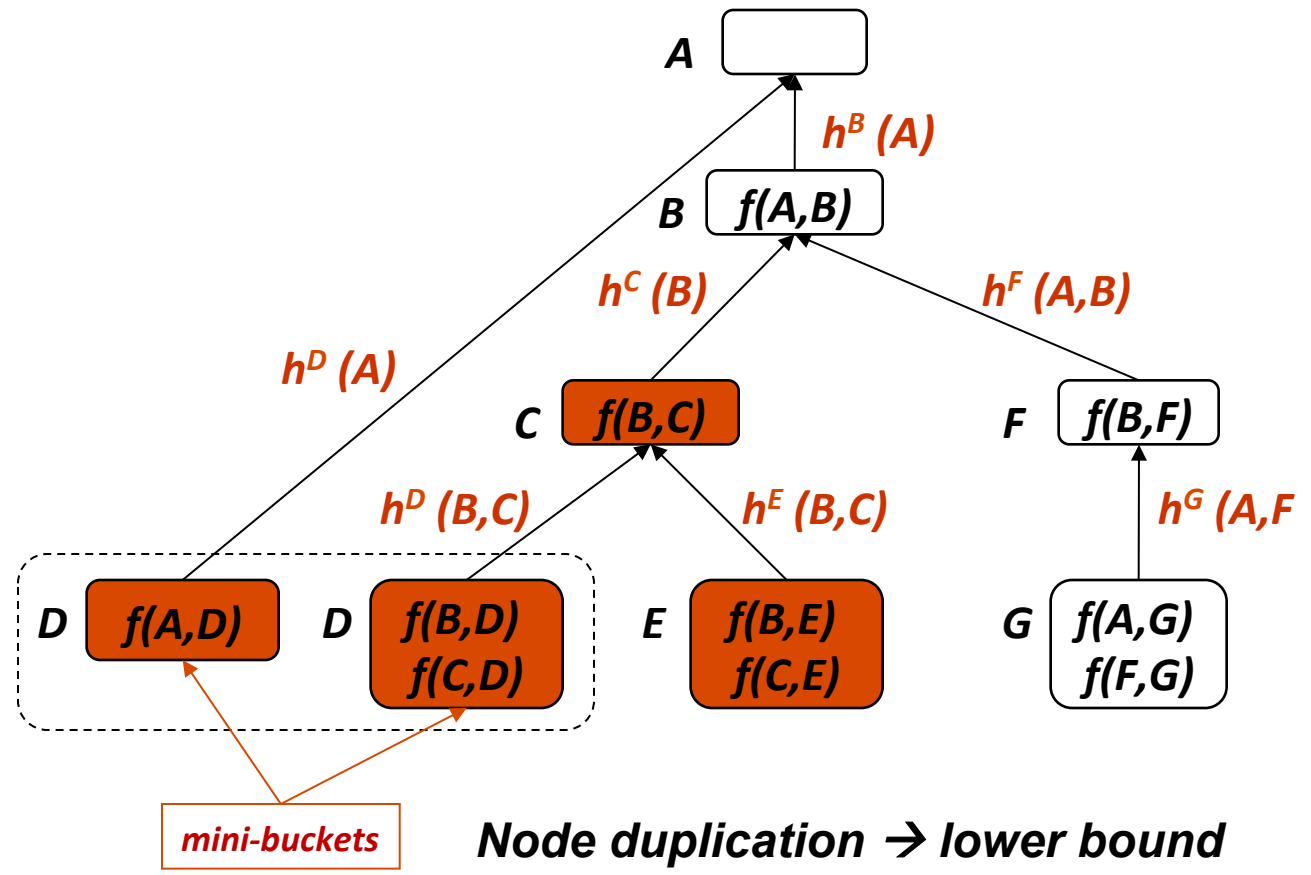 A
h^B (A)
B f(A,B)
h^C (B) h^F (A,B)
h^D (A)
C f(B,C) F f(B,F)
h^D (B,C) h^E (B,C) h^G (A,F
D f(A,D) D f(B,D) E f(B,E) G f(A,G)
f(C,D) f(C,E) f(F,G)
mini-buckets
Node duplication → lower bound